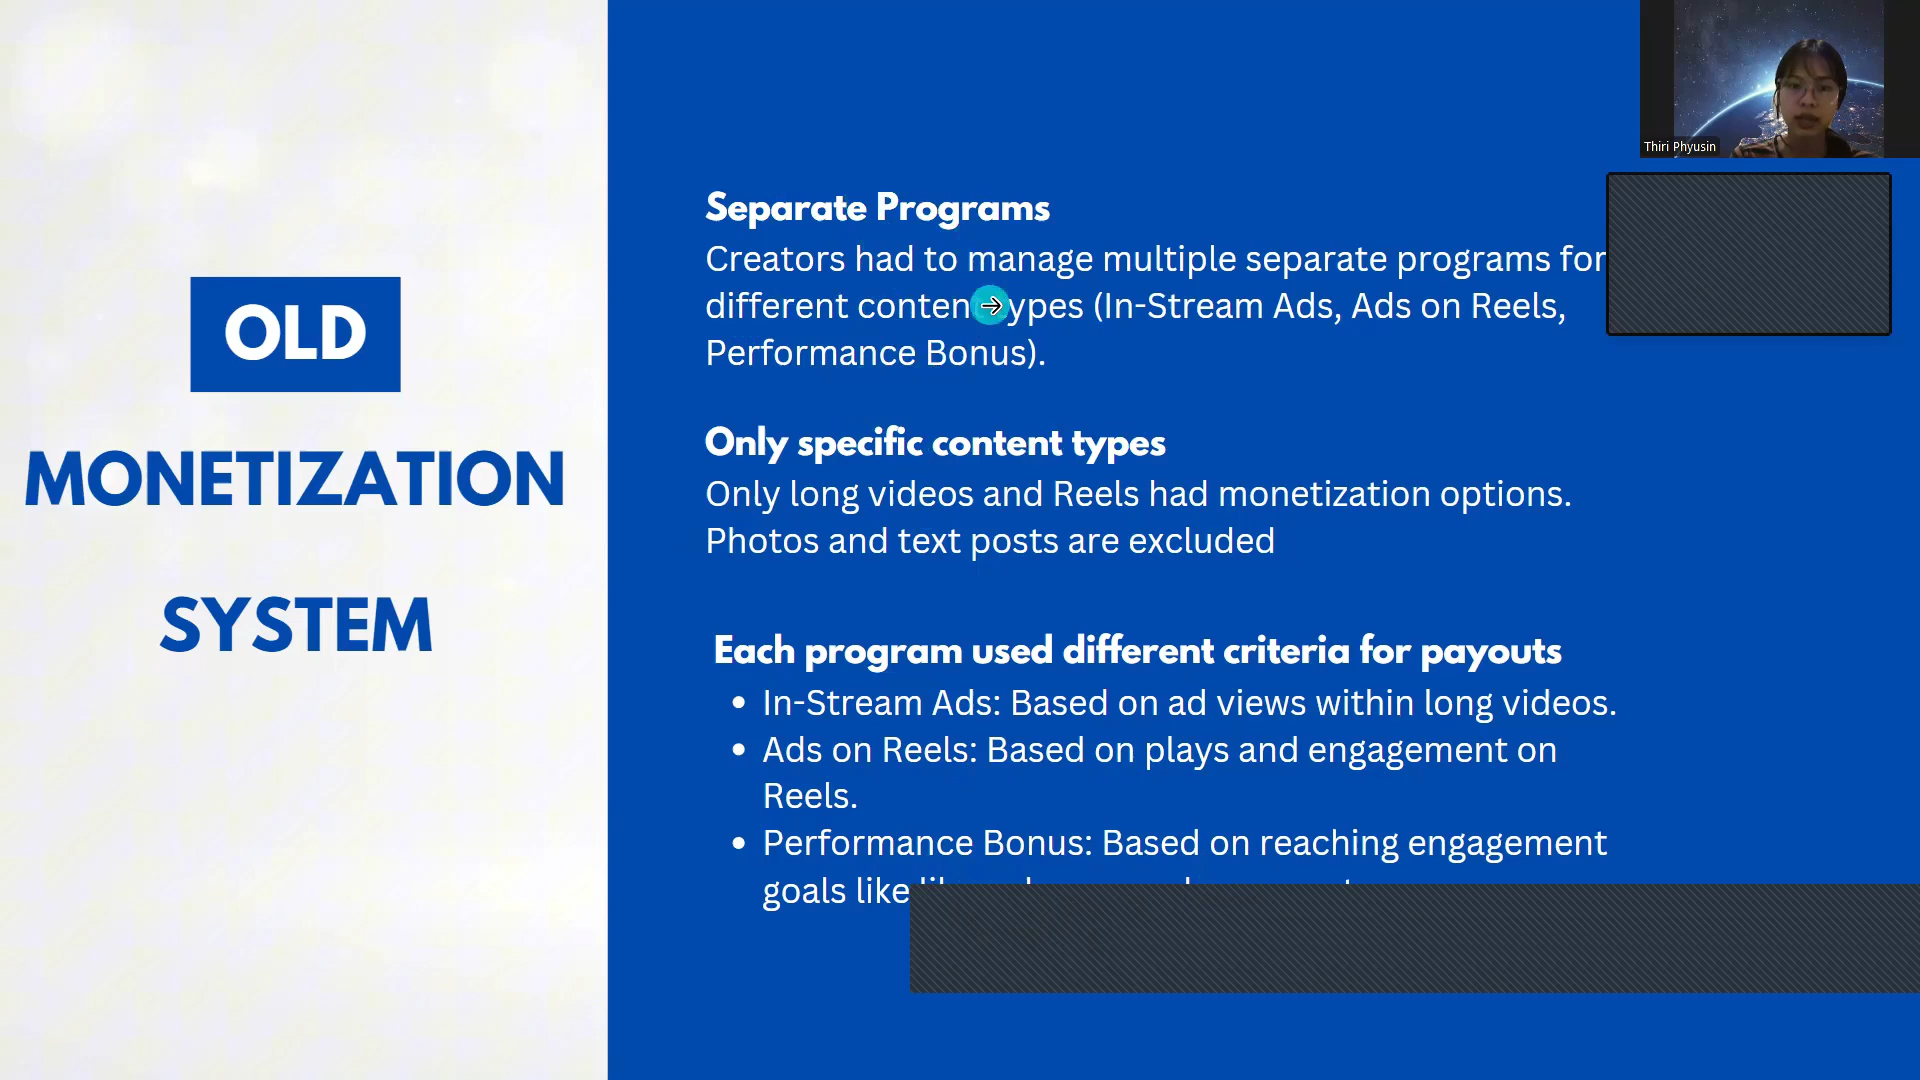 Thiri Phyusin
OLD
MONETIZATION
SYSTEM
Separate Programs
Creators had to manage multiple separate programs for
different conten ypes (In-Stream Ads, Ads on Reels,
Performance Bonus).
Only specific content types
Only long videos and Reels had monetization options.
Photos and text posts are excluded
Each program used different criteria for payouts
• In-Stream Ads: Based on ad views within long videos.
• Ads on Reels: Based on plays and engagement on
Reels.
• Performance Bonus: Based on reaching engagement
goals like